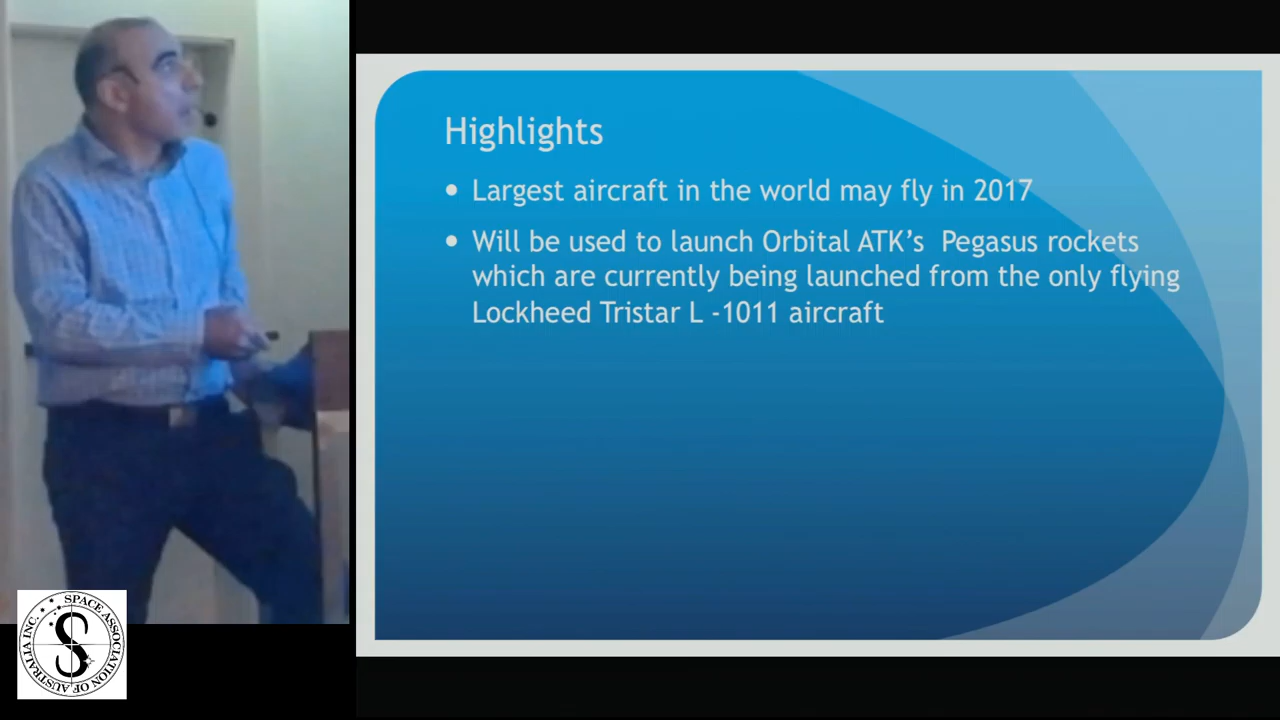 Highlights
Largest aircraft in the world may fly in 2017
Will be used to launch Orbital ATK’s  Pegasus rockets
which are currently being launched from the only flying
Lockheed Tristar L -1011 aircraft
SPACE ASSOCIATION OF AUSTRALIA INC.
S